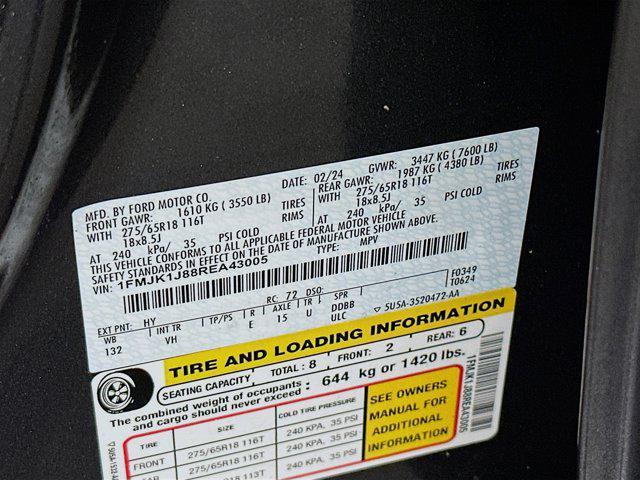 MFD. BY FORD MOTOR CO.
DATE: 02/24 GVWR: 3447 KG ( 7600 LB)
FRONT GAWR: 1610 KG ( 3550 LB) REAR GAWR: 1987 KG ( 4380 LB)
WITH 275/65R18 116T TIRES 275/65R18 116T TIRES
18x8.5J RIMS 18x8.5J RIMS
AT 240 kPa/ 35 PSI COLD AT 240 kPa/ 35 PSI COLD
THIS VEHICLE CONFORMS TO ALL APPLICABLE FEDERAL MOTOR VEHICLE
SAFETY STANDARDS IN EFFECT ON THE DATE OF MANUFACTURE SHOWN ABOVE.
VIN: 1FMJK1J88REA43005 TYPE: MPV
F0349
T0624
EXT PNT: HY RC: 72 DSO:
WB INT TR TP/PS R AXLE TR SPR
132 VH E 15 U DDBB
ULC ▽ 5U5A-3520472-AA
TIRE AND LOADING INFORMATION
SEATING CAPACITY TOTAL : 8 FRONT: 2 REAR: 6
The combined weight of occupants
and cargo should never exceed : 644 kg or 1420 lbs.
TIRE SIZE COLD TIRE PRESSURE
FRONT 275/65R18 116T 240 KPA, 35 PSI
275/65R18 116T 240 KPA, 35 PSI
113T 240 KPA, 35 PSI
SEE OWNERS
MANUAL FOR
ADDITIONAL
INFORMATION
1FMJK1J88REA43005